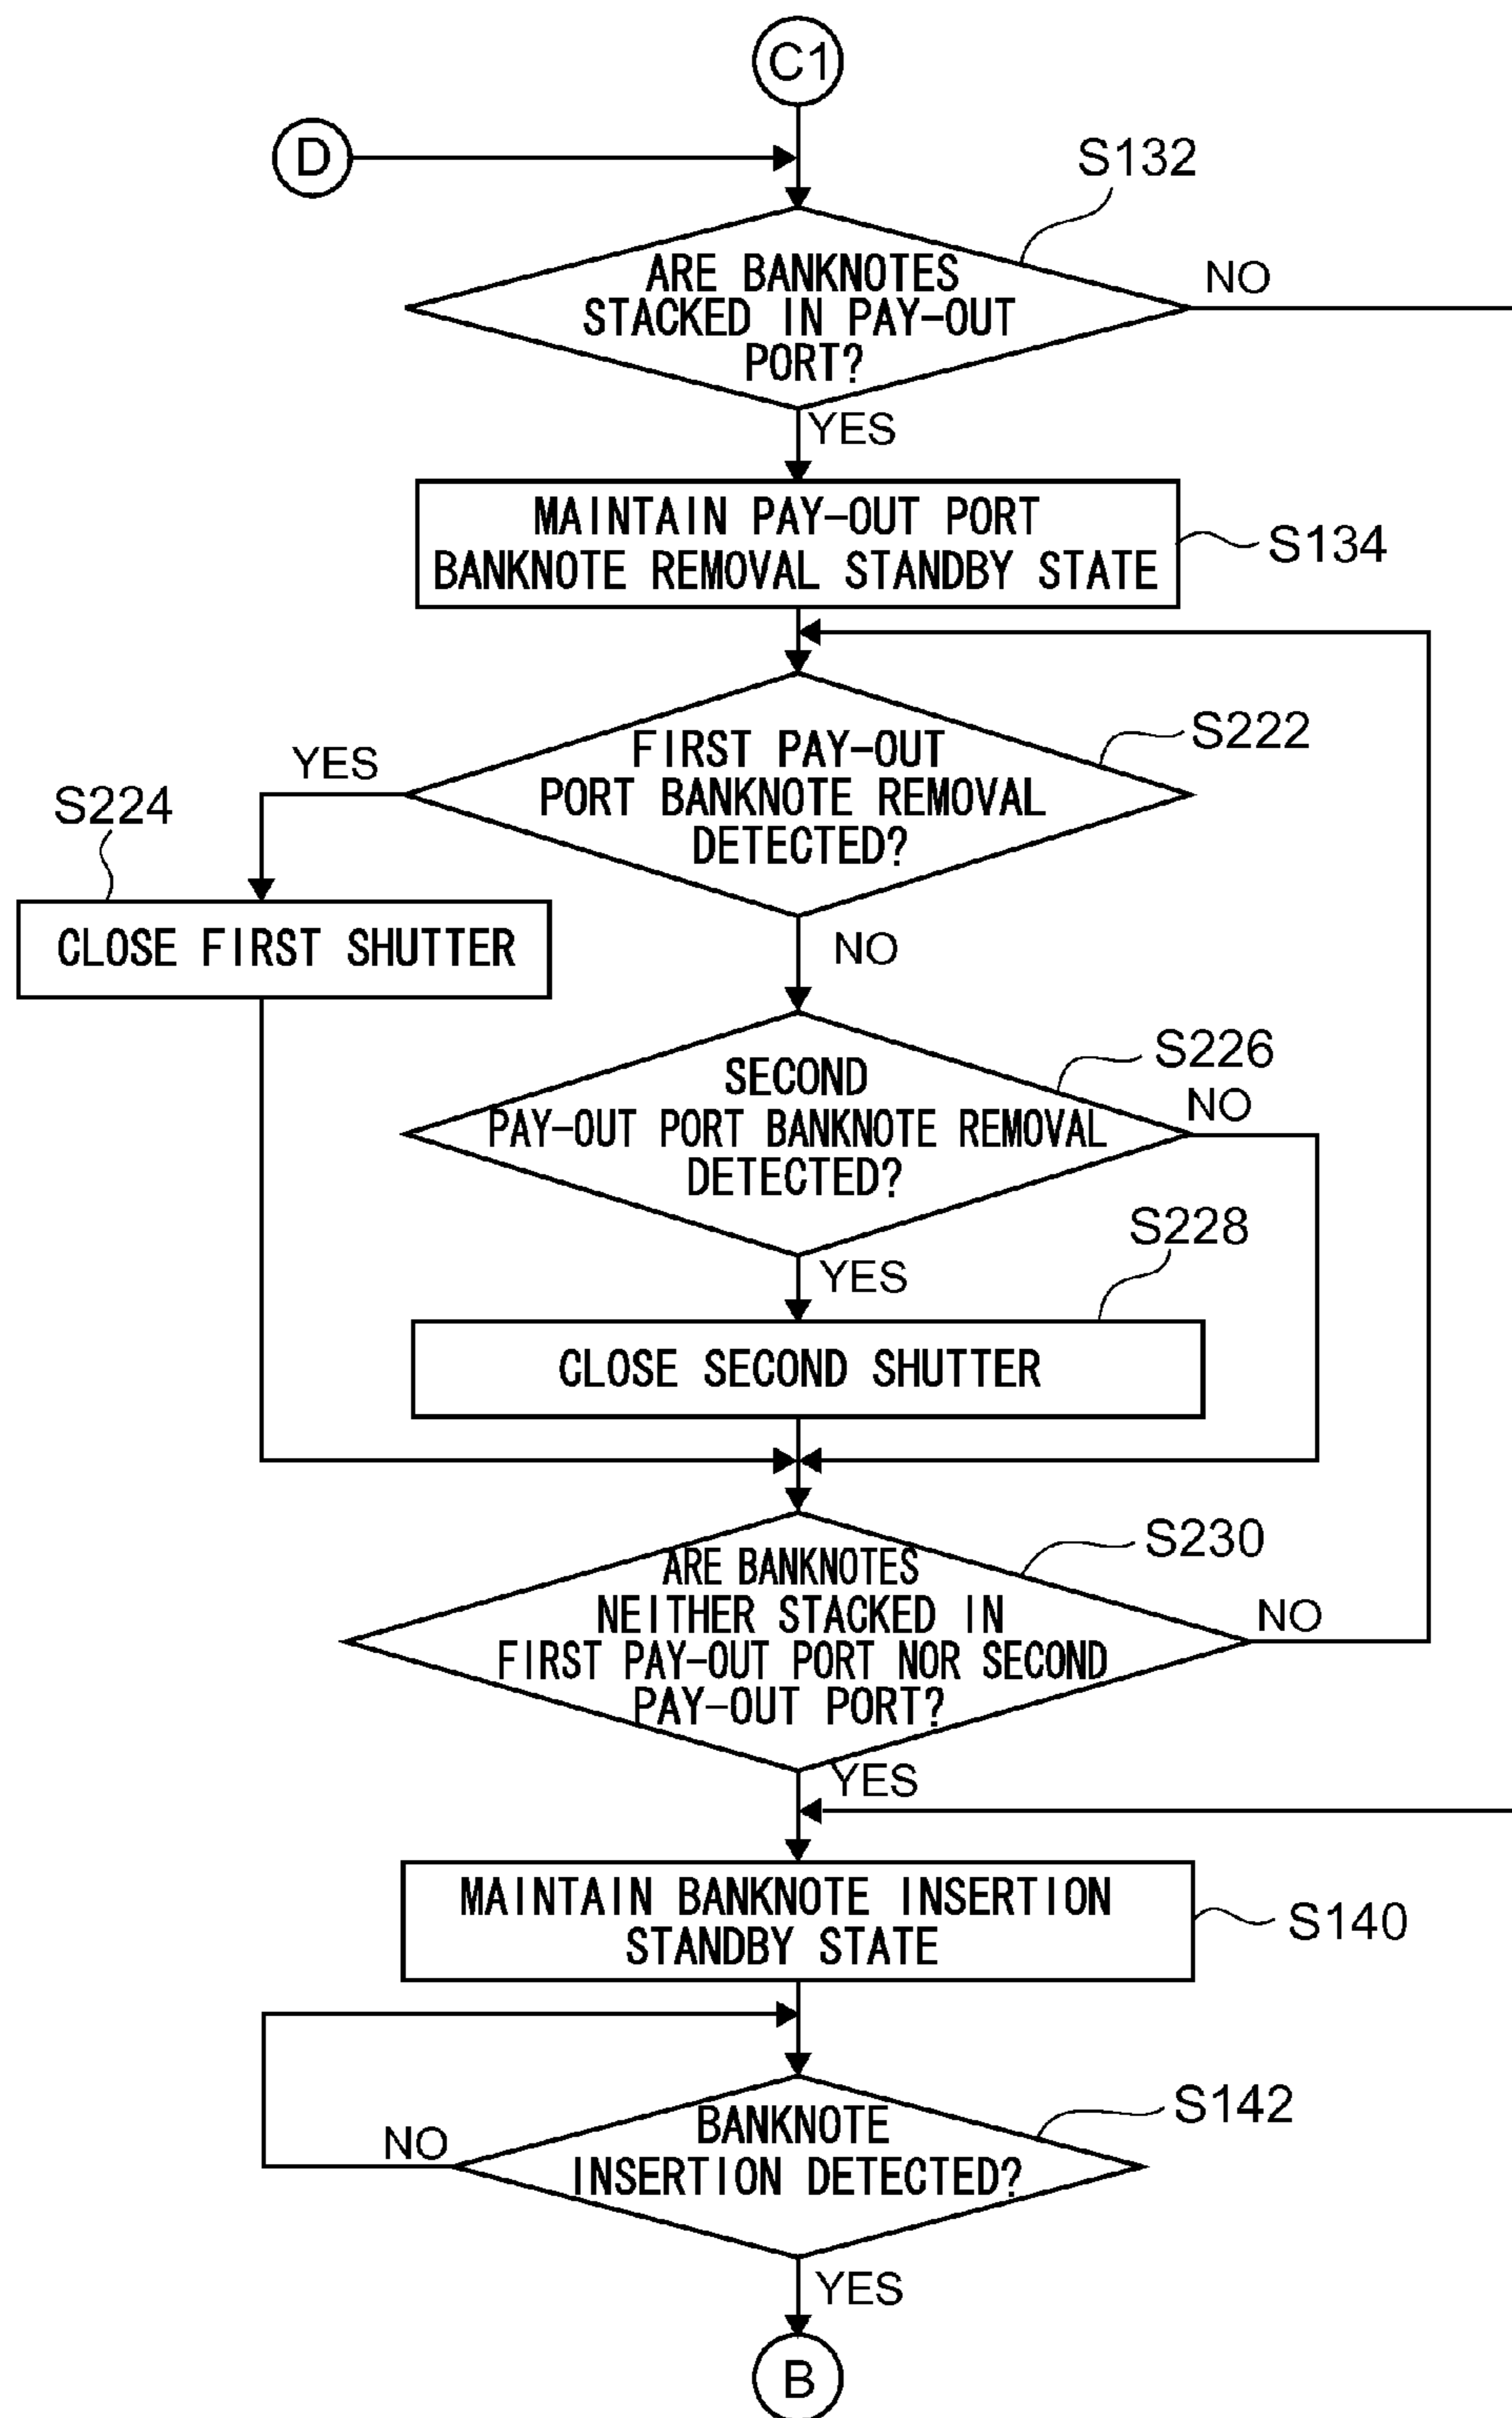 C1
D
S132
ARE BANKNOTES
STACKED IN PAY-OUT
PORT?
NO
YES
MAINTAIN PAY-OUT PORT
BANKNOTE REMOVAL STANDBY STATE
S134
S222
FIRST PAY-OUT
PORT BANKNOTE REMOVAL
DETECTED?
YES
S224
CLOSE FIRST SHUTTER
NO
S226
SECOND
PAY-OUT PORT BANKNOTE REMOVAL
DETECTED?
NO
S228
YES
CLOSE SECOND SHUTTER
S230
ARE BANKNOTES
NEITHER STACKED IN
FIRST PAY-OUT PORT NOR SECOND
PAY-OUT PORT?
NO
YES
MAINTAIN BANKNOTE INSERTION
STANDBY STATE
S140
S142
BANKNOTE
INSERTION DETECTED?
NO
YES
B